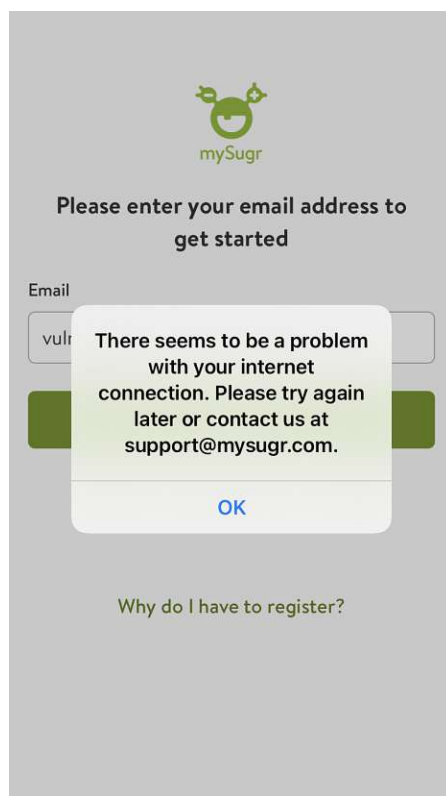 mySugr
Please enter your email address to
get started
Email
There seems to be a problem
with your internet
connection. Please try again
later or contact us at
support@mysugr.com.
OK
Why do I have to register?